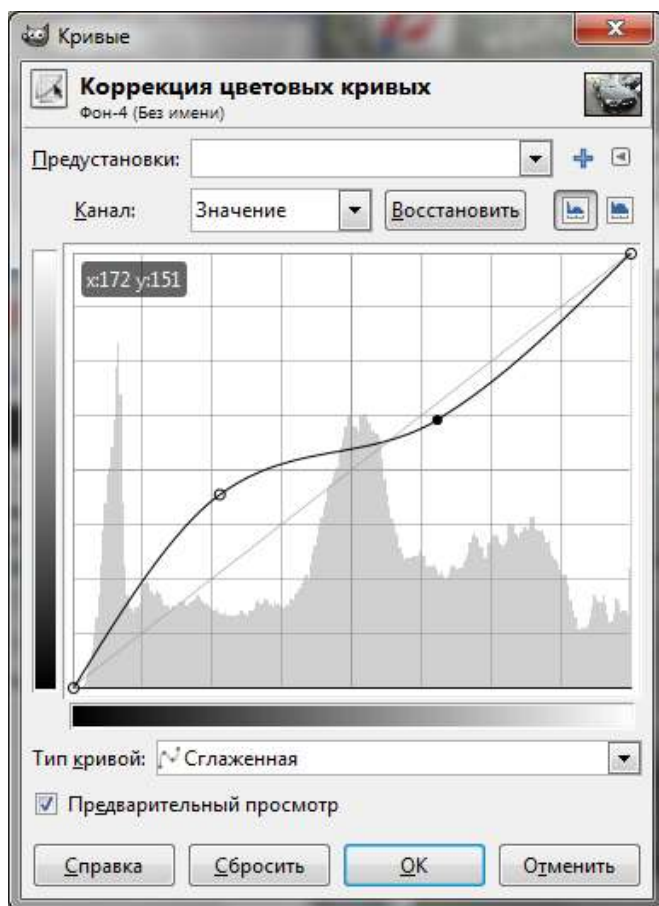 Кривые
Коррекция цветовых кривых
Фон-4 (Без имени)
Предустановки:
Канал: Значение Восстановить
x:172 y:151
Тип кривой: Сглаженная
Предварительный просмотр
Справка Сбросить OK Отменить